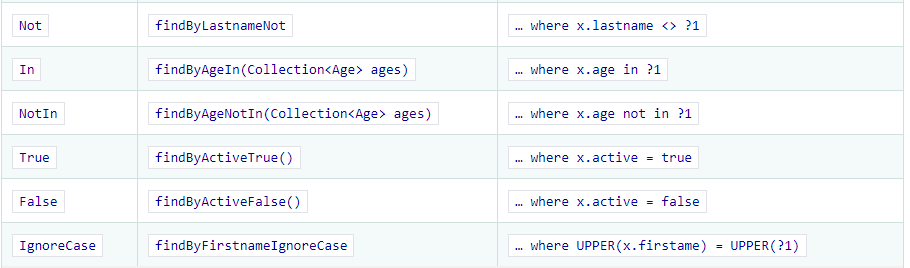 Not findByLastnameNot … where x.lastname <> ?1
In findByAgeIn(Collection<Age> ages) … where x.age in ?1
NotIn findByAgeNotIn(Collection<Age> ages) … where x.age not in ?1
True findByActiveTrue() … where x.active = true
False findByActiveFalse() … where x.active = false
IgnoreCase findByFirstnameIgnoreCase … where UPPER(x.firstame) = UPPER(?1)